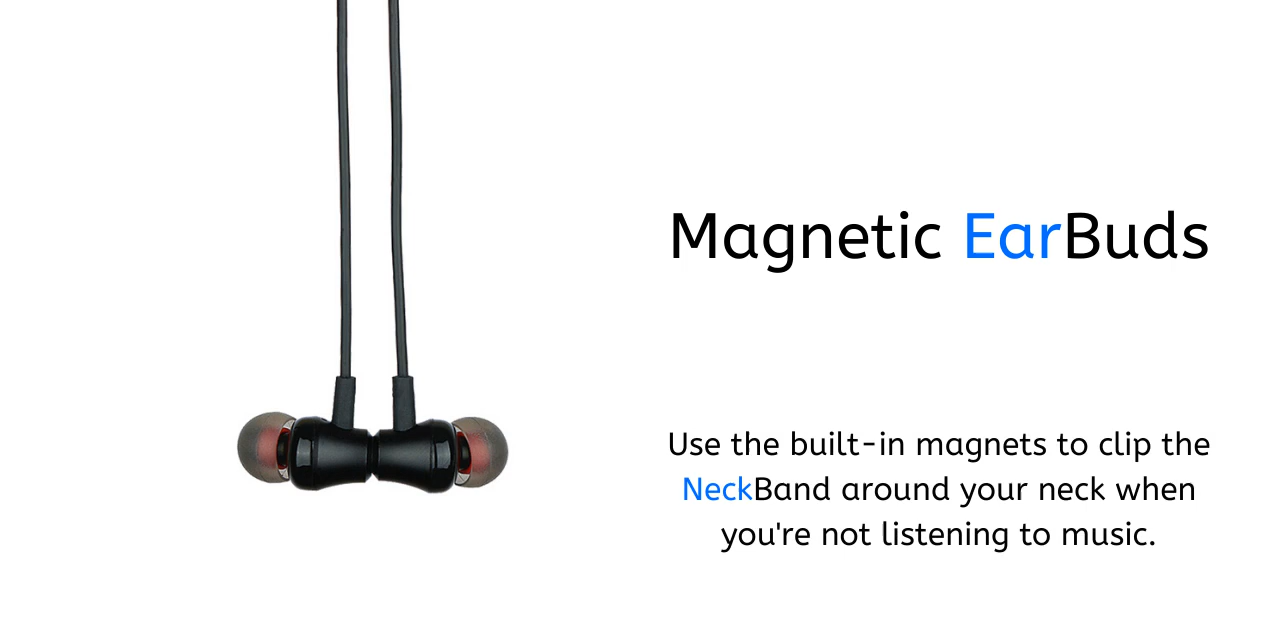 Magnetic EarBuds
Use the built-in magnets to clip the
NeckBand around your neck when
you're not listening to music.